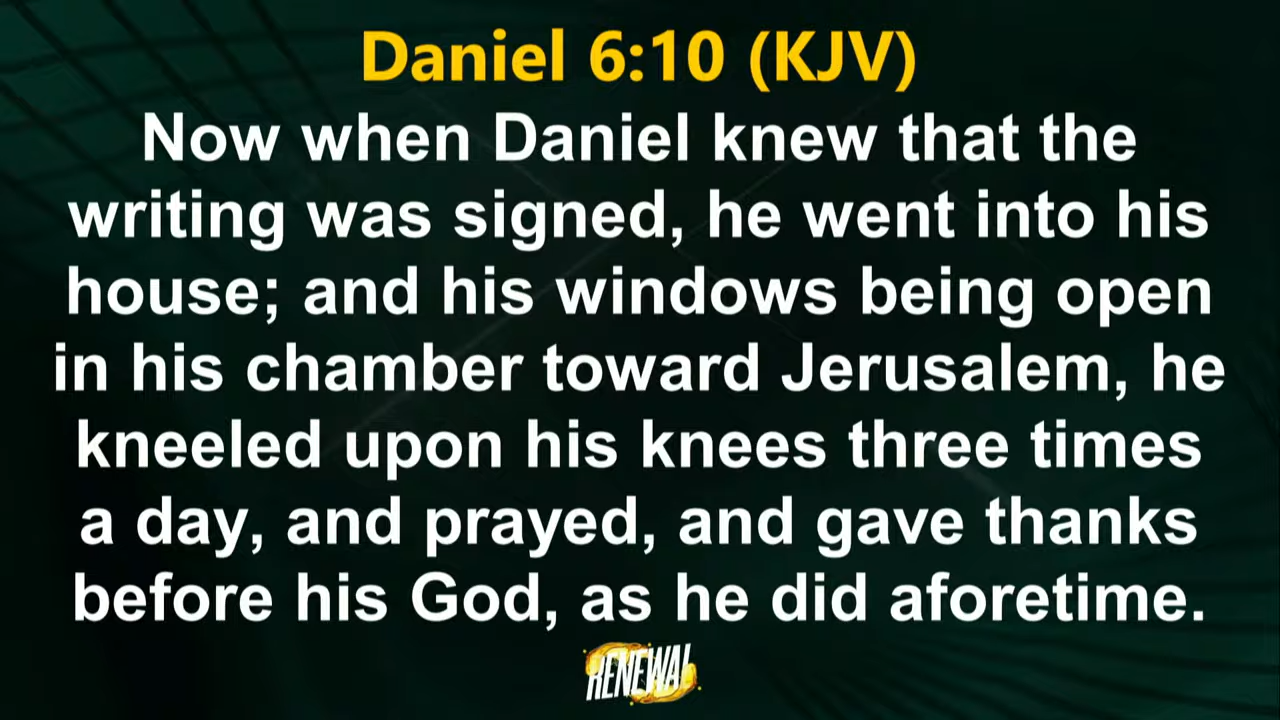 Daniel 6:10 (KJV)
Now when Daniel knew that the
writing was signed, he went into his
house; and his windows being open
in his chamber toward Jerusalem, he
kneeled upon his knees three times
a day, and prayed, and gave thanks
before his God, as he did aforetime.
RENEWAL